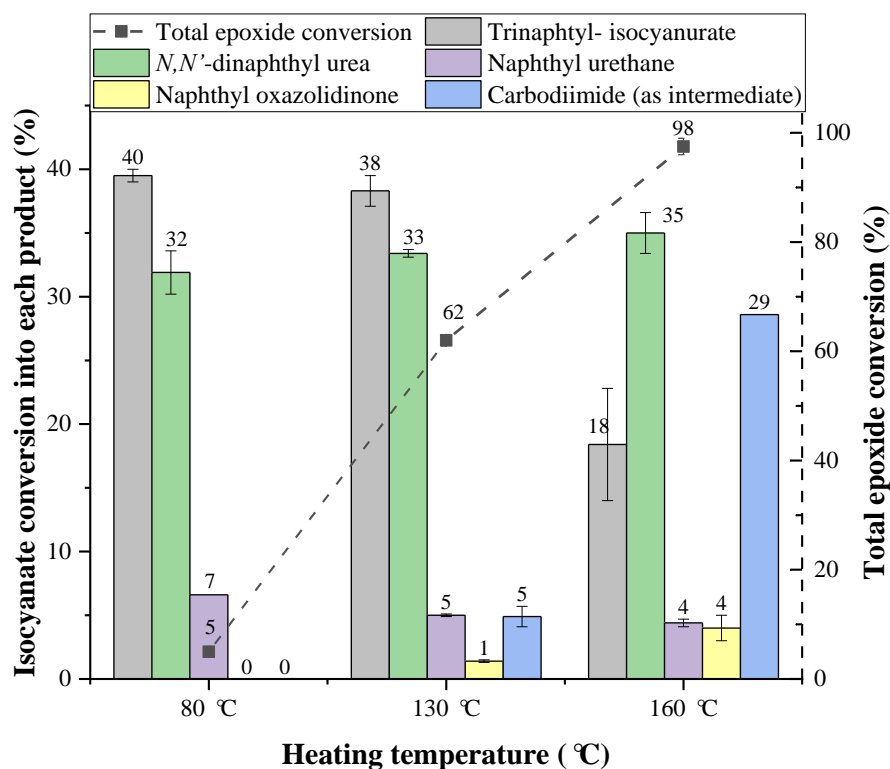 Total epoxide conversion
Trinaphtyl- isocyanurate
N,N'-dinaphthyl urea
Naphthyl urethane
Naphthyl oxazolidinone
Carbodiimide (as intermediate)
Isocyanate conversion into each product (%)
40
30
20
10
0
40
32
7
5
0
0
38
33
62
5
1
5
98
18
35
4
4
29
100
80
60
40
20
0
Total epoxide conversion (%)
80 °C
130 °C
160 °C
Heating temperature (°C)